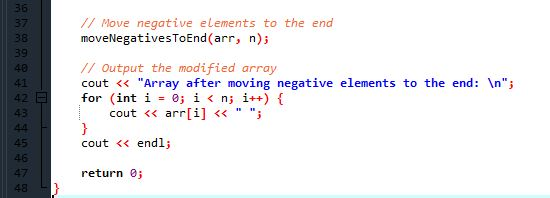 36
37 // Move negative elements to the end
38 moveNegativesToEnd(arr, n);
39
40 // Output the modified array
41 cout << "Array after moving negative elements to the end: \n";
42 for (int i = 0; i < n; i++) {
43 cout << arr[i] << " ";
44 }
45 cout << endl;
46
47 return 0;
48 }